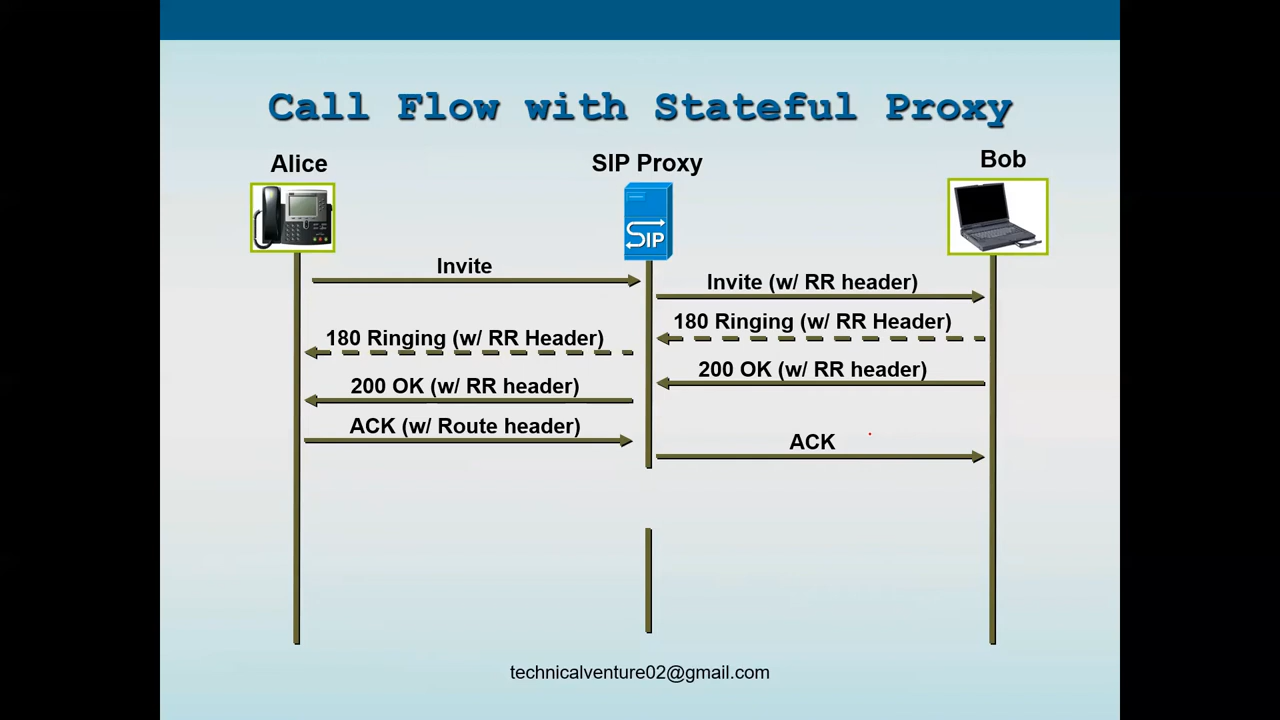 Call Flow with Stateful Proxy
Alice
SIP Proxy
Bob
SIP
Invite
Invite (w/ RR header)
180 Ringing (w/ RR Header)
180 Ringing (w/ RR Header)
200 OK (w/ RR header)
200 OK (w/ RR header)
ACK (w/ Route header)
ACK
technicalventure02@gmail.com